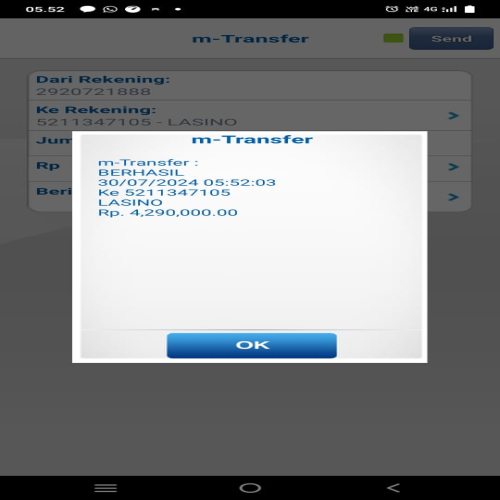 05.52
4G
m-Transfer
Send
Dari Rekening:
2920721888
Ke Rekening:
5211347105 - LASINO
Jum
Rp
Beri
m-Transfer
m-Transfer :
BERHASIL
30/07/2024 05:52:03
Ke 5211347105
LASINO
Rp. 4,290,000.00
OK